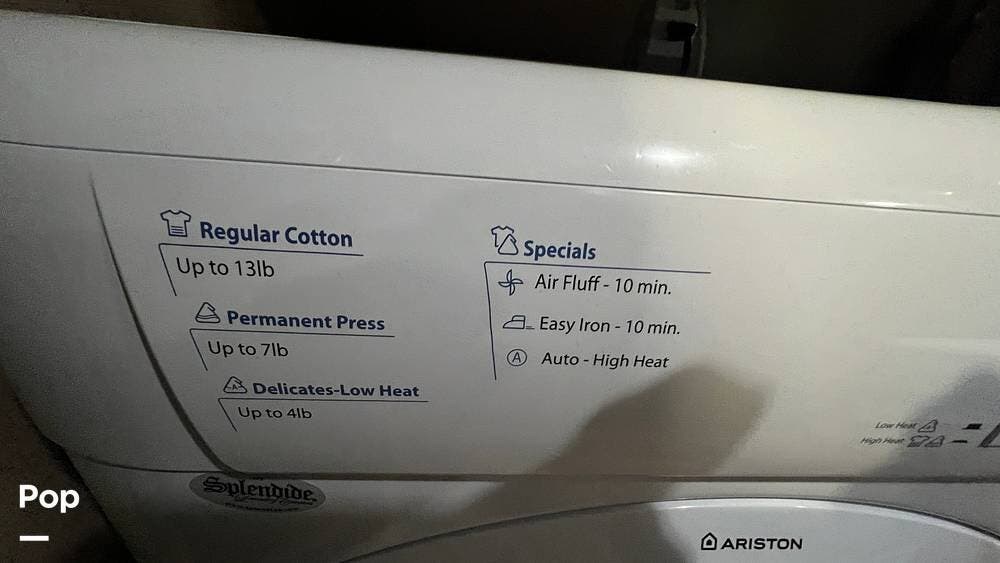 Regular Cotton
Up to 13lb
Permanent Press
Up to 7lb
Delicates-Low Heat
Up to 4lb
Specials
Air Fluff - 10 min.
Easy Iron - 10 min.
A Auto - High Heat
Low Heat
High Heat
Splendide
ARISTON
Pop